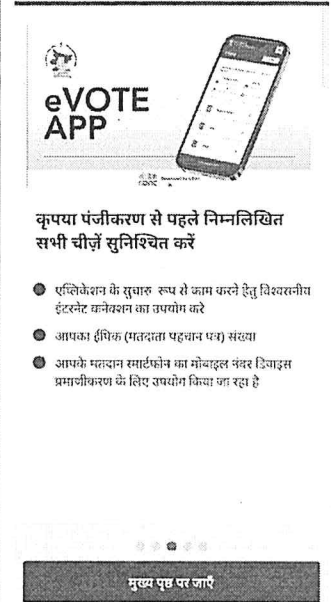 eVOTE
APP
कृपया पंजीकरण से पहले निम्नलिखित
सभी चीज़ें सुनिश्चित करें
एप्लिकेशन के सुचारु रूप से काम करने हेतु विश्वसनीय
इंटरनेट कनेक्शन का उपयोग करे
आपका ईपिक (मतदाता पहचान पत्र) संख्या
आपके मतदान स्मार्टफोन का मोबाइल नंबर डिवाइस
प्रमाणीकरण के लिए उपयोग किया जा रहा है
मुख्य पृष्ठ पर जाएँ